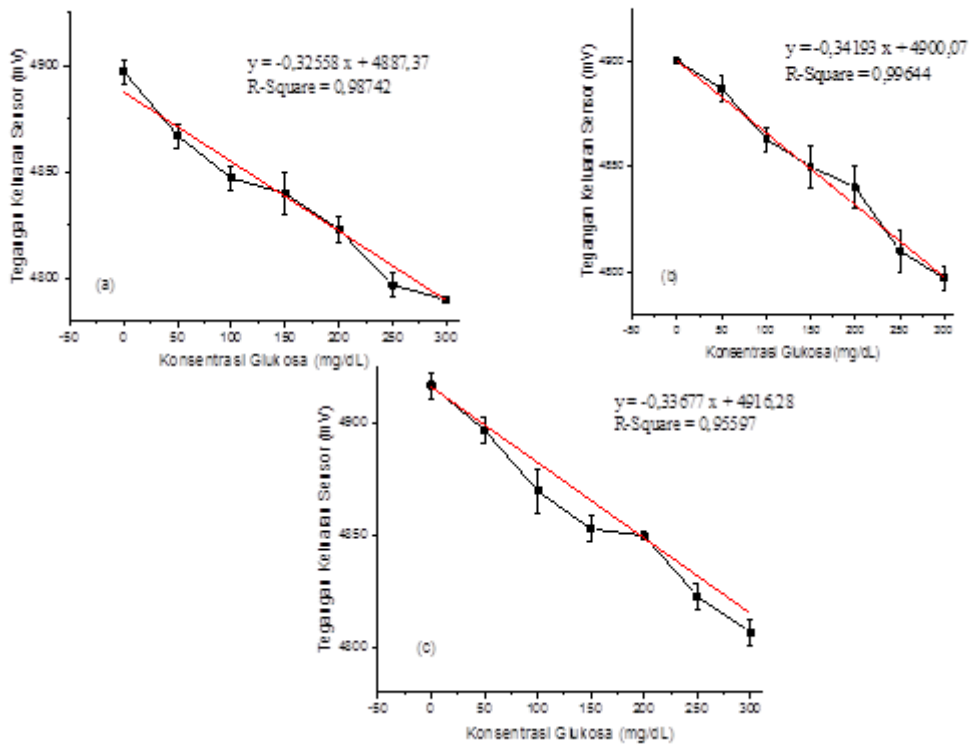 y = -0,32558 x + 4887,37
R-Square = 0,98742
Tegangan Keluaran Sensor (mV)
4900
4850
4800
(a)
-50 0 50 100 150 200 250 300
Konsentrasi Glukosa (mg/dL)
y = -0,34193 x + 4900,07
R-Square = 0,99644
Tegangan Keluaran Sensor (mV)
4900
4850
4800
(b)
-50 0 50 100 150 200 250 300
Konsentrasi Glukosa (mg/dL)
y = -0,33677 x + 4916,28
R-Square = 0,95597
Tegangan Keluaran Sensor (mV)
4900
4850
4800
(c)
-50 0 50 100 150 200 250 300
Konsentrasi Glukosa (mg/dL)